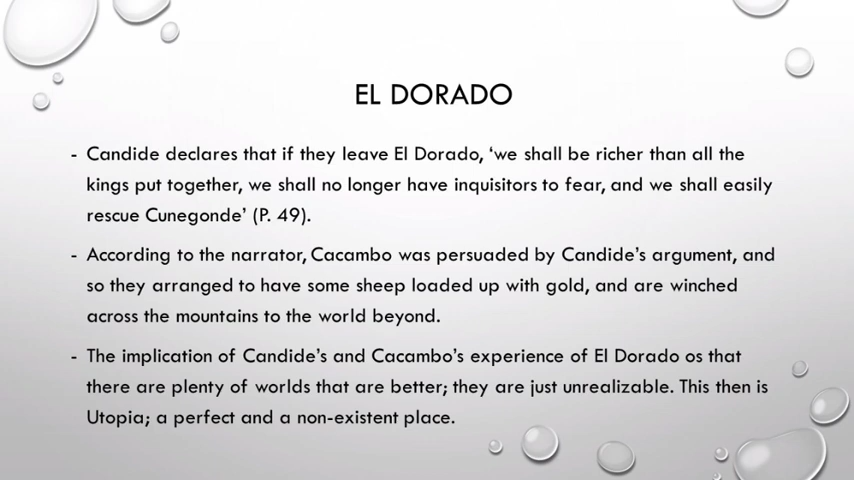 EL DORADO
- Candide declares that if they leave El Dorado, ‘we shall be richer than all the
kings put together, we shall no longer have inquisitors to fear, and we shall easily
rescue Cunegonde’ (P. 49).
- According to the narrator, Cacambo was persuaded by Candide’s argument, and
so they arranged to have some sheep loaded up with gold, and are winched
across the mountains to the world beyond.
- The implication of Candide’s and Cacambo’s experience of El Dorado os that
there are plenty of worlds that are better; they are just unrealizable. This then is
Utopia; a perfect and a non-existent place.